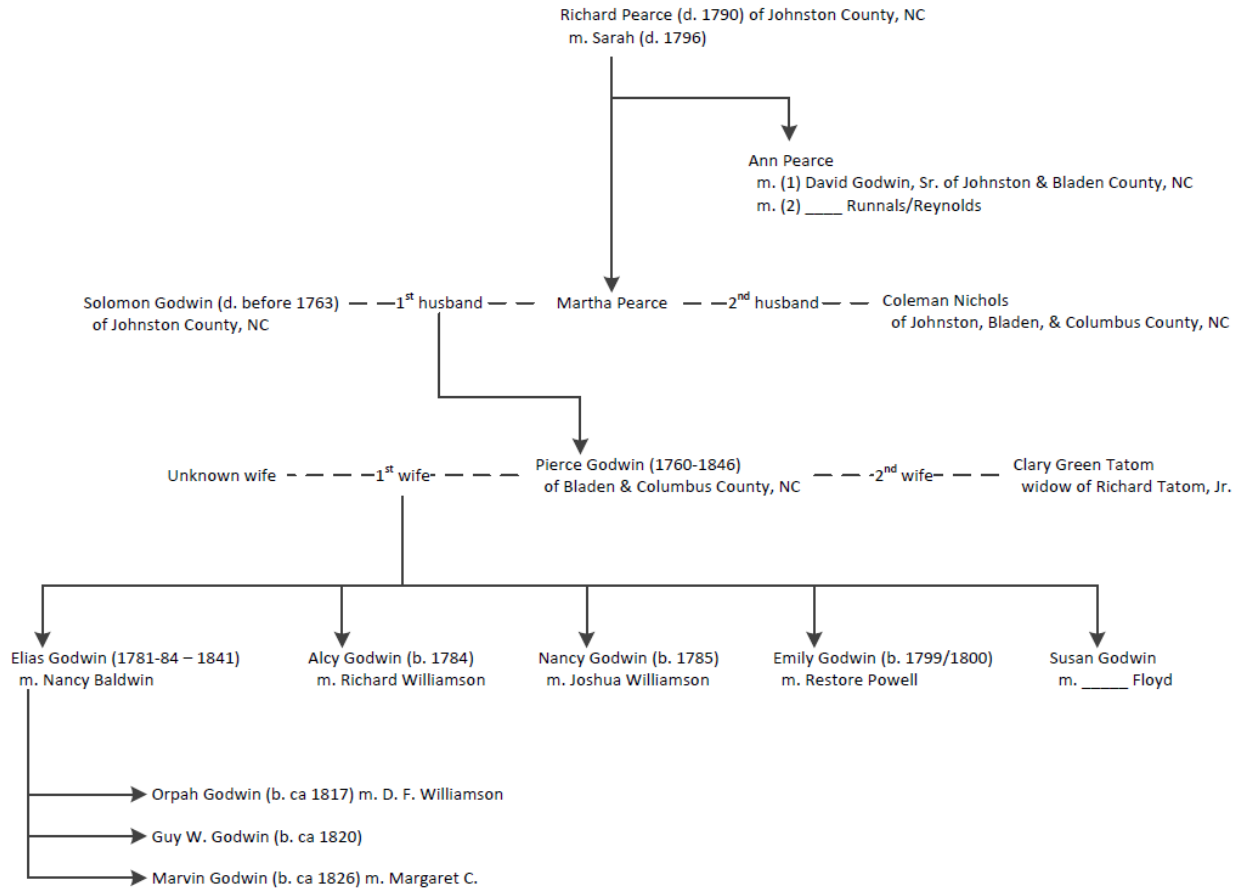 Richard Pearce (d. 1790) of Johnston County, NC
m. Sarah (d. 1796)
Ann Pearce
m. (1) David Godwin, Sr. of Johnston & Bladen County, NC
m. (2) ____ Runnals/Reynolds
Solomon Godwin (d. before 1763) — —1st husband — — Martha Pearce — —2nd husband— — Coleman Nichols
of Johnston County, NC
of Johnston, Bladen, & Columbus County, NC
Unknown wife — — — —1st wife- — — — Pierce Godwin (1760-1846) — — -2nd wife- — — Clary Green Tatom
of Bladen & Columbus County, NC
widow of Richard Tatom, Jr.
Elias Godwin (1781-84 – 1841)
m. Nancy Baldwin
Alcy Godwin (b. 1784)
m. Richard Williamson
Nancy Godwin (b. 1785)
m. Joshua Williamson
Emily Godwin (b. 1799/1800)
m. Restore Powell
Susan Godwin
m. _____ Floyd
Orpah Godwin (b. ca 1817) m. D. F. Williamson
Guy W. Godwin (b. ca 1820)
Marvin Godwin (b. ca 1826) m. Margaret C.